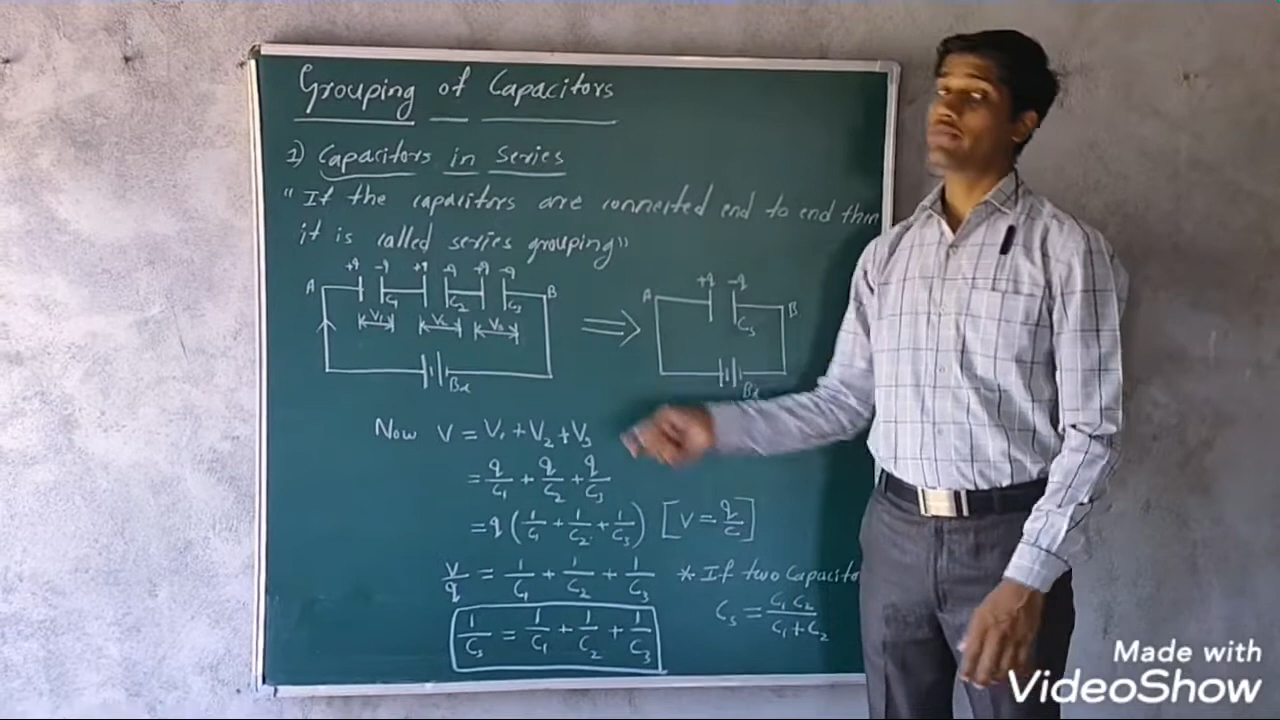 Grouping of Capacitors
1) Capacitors in Series
"If the capacitors are connected end to end then
it is called series grouping"
+q -q +q -q +q -q
A C₁ C₂ C₃ B
V₁ V₂ V₃
Bt
+q -q
A B
Cs
Bt
Now V = V₁ + V₂ + V₃
= q/C₁ + q/C₂ + q/C₃
= q (1/C₁ + 1/C₂ + 1/C₃) [V = q/C]
V/q = 1/C₁ + 1/C₂ + 1/C₃
* If two Capacito
1/Cs = 1/C₁ + 1/C₂ + 1/C₃
Cs = C₁ C₂ / C₁ + C₂
Made with
VideoShow